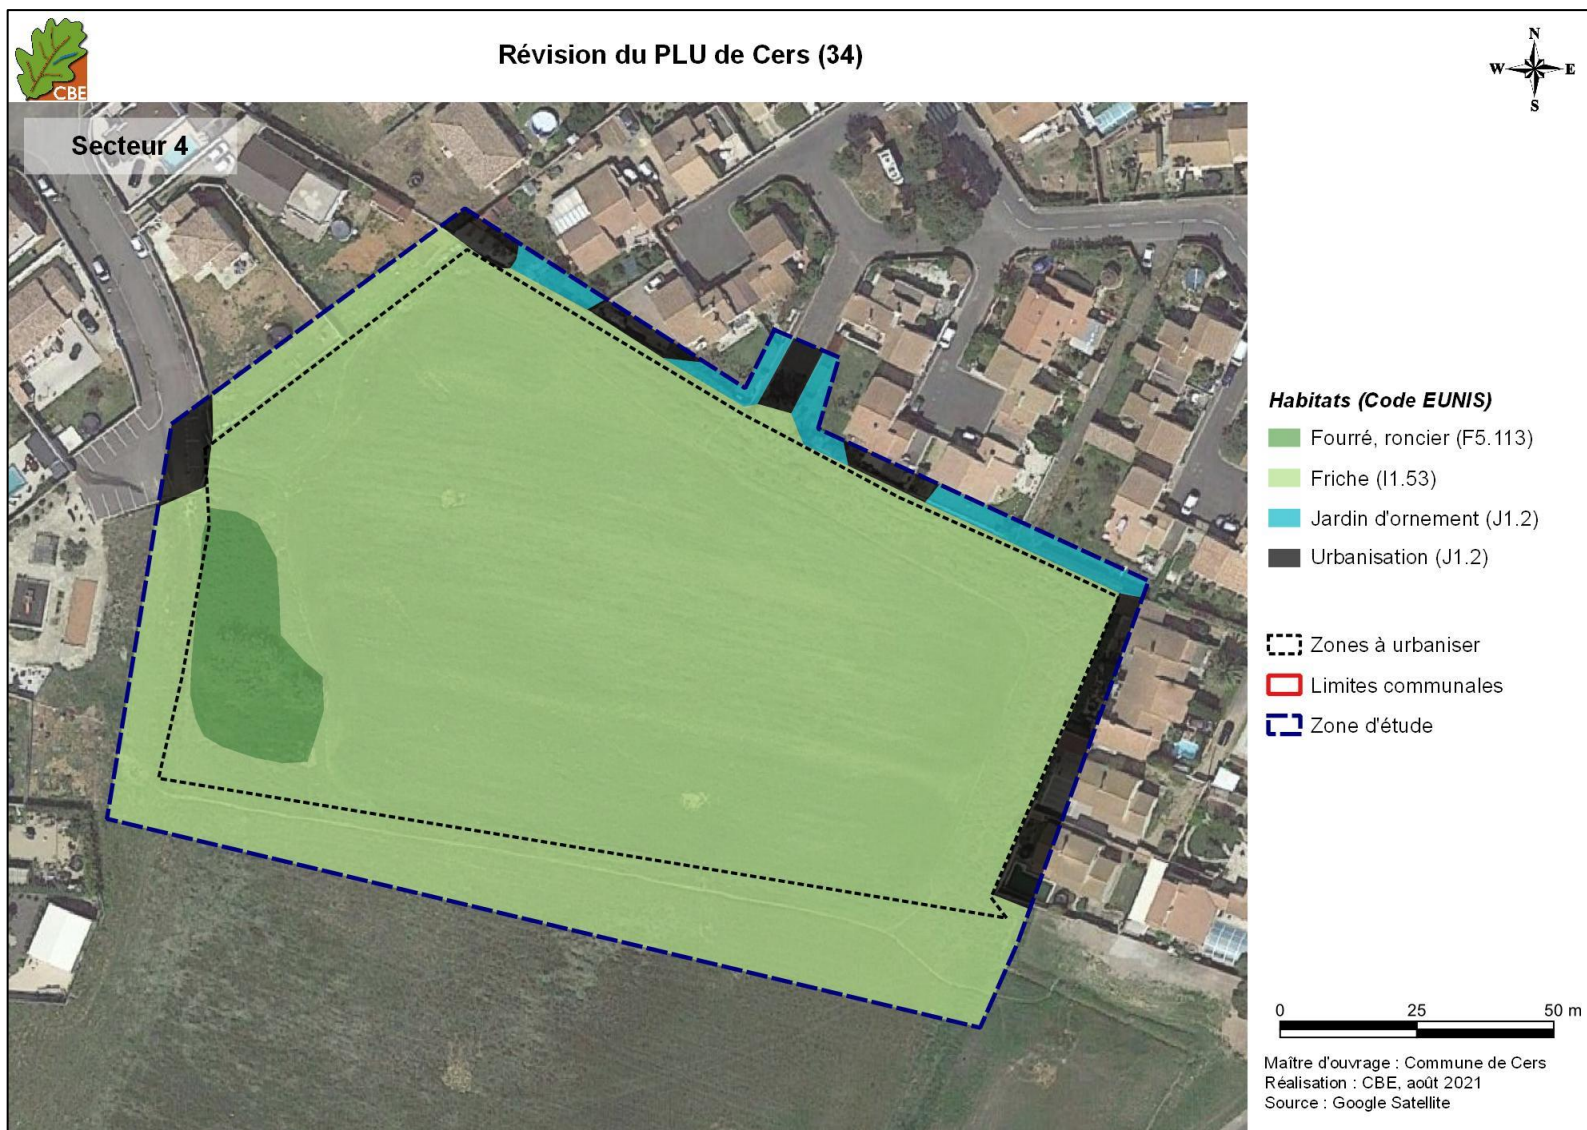 CBE
Révision du PLU de Cers (34)
N
W E
S
Secteur 4
Habitats (Code EUNIS)
Fourré, roncier (F5.113)
Friche (I1.53)
Jardin d'ornement (J1.2)
Urbanisation (J1.2)
Zones à urbaniser
Limites communales
Zone d'étude
0 25 50 m
Maître d'ouvrage : Commune de Cers
Réalisation : CBE, août 2021
Source : Google Satellite